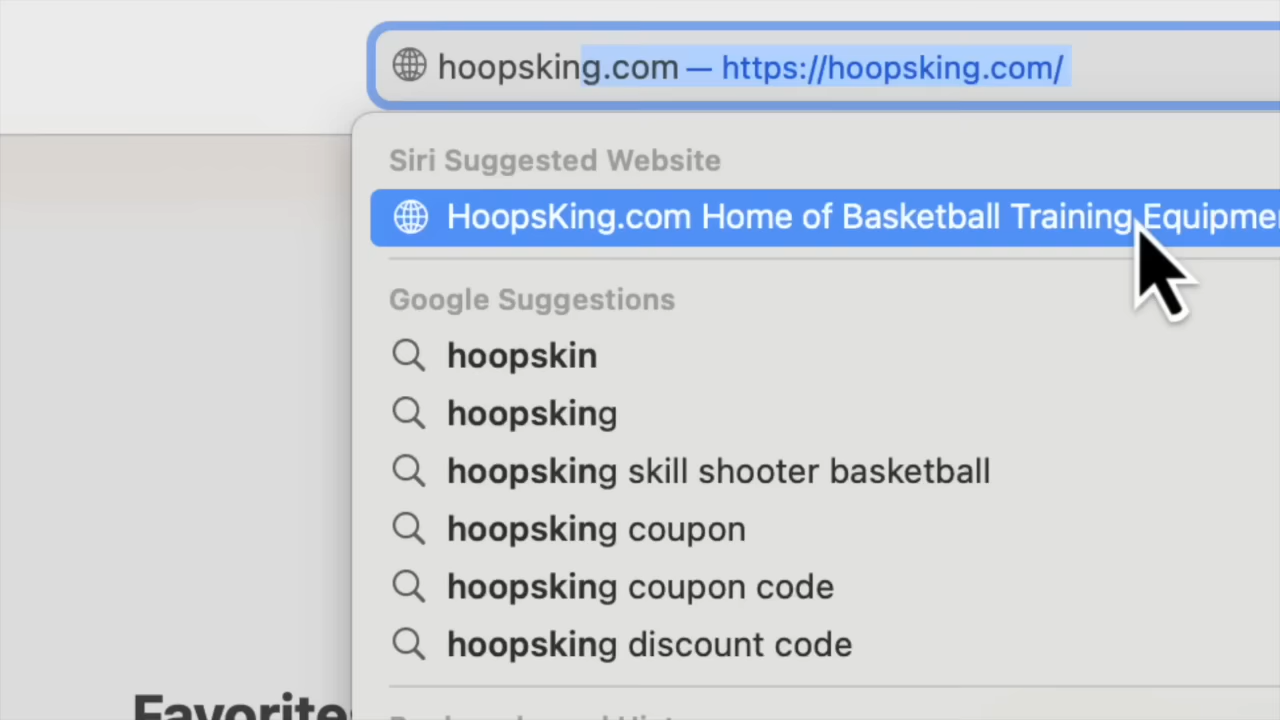 hoopsking.com — https://hoopsking.com/
Siri Suggested Website
HoopsKing.com Home of Basketball Training
Google Suggestions
hoopskin
hoopsking
hoopsking skill shooter basketball
hoopsking coupon
hoopsking coupon code
hoopsking discount code